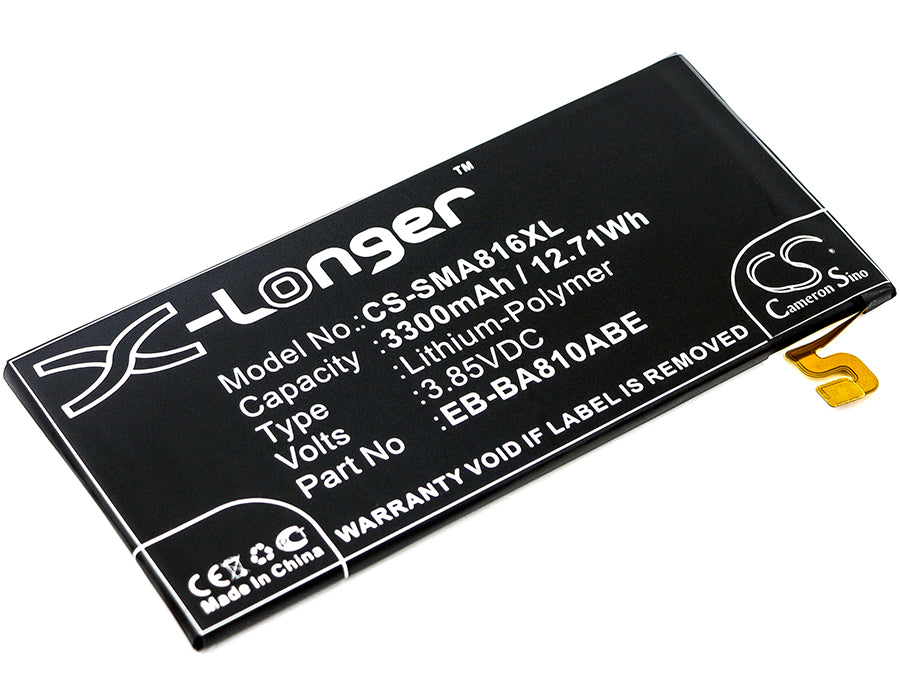 X-Longer™
Model No.: CS-SMA816XL
Capacity : 3300mAh / 12.71Wh
Type : Lithium-Polymer
Volts : 3.85VDC
Part No EB-BA810ABE
WARRANTY VOID IF LABEL IS REMOVED
CE
Made In China
CS
Cameron Sino